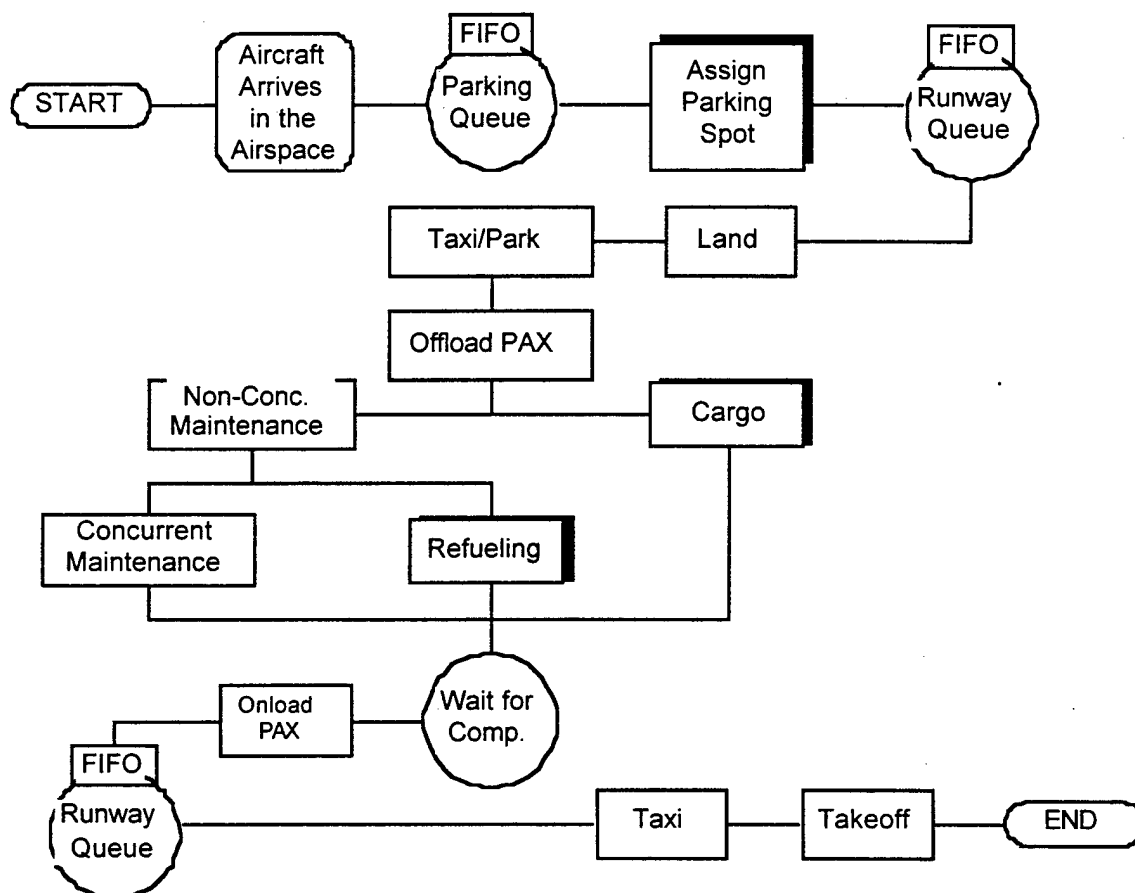 START
Aircraft
Arrives
in the
Airspace
FIFO
Parking
Queue
Assign
Parking
Spot
FIFO
Runway
Queue
Land
Taxi/Park
Offload PAX
Non-Conc.
Maintenance
Cargo
Concurrent
Maintenance
Refueling
Wait for
Comp.
Onload
PAX
FIFO
Runway
Queue
Taxi
Takeoff
END